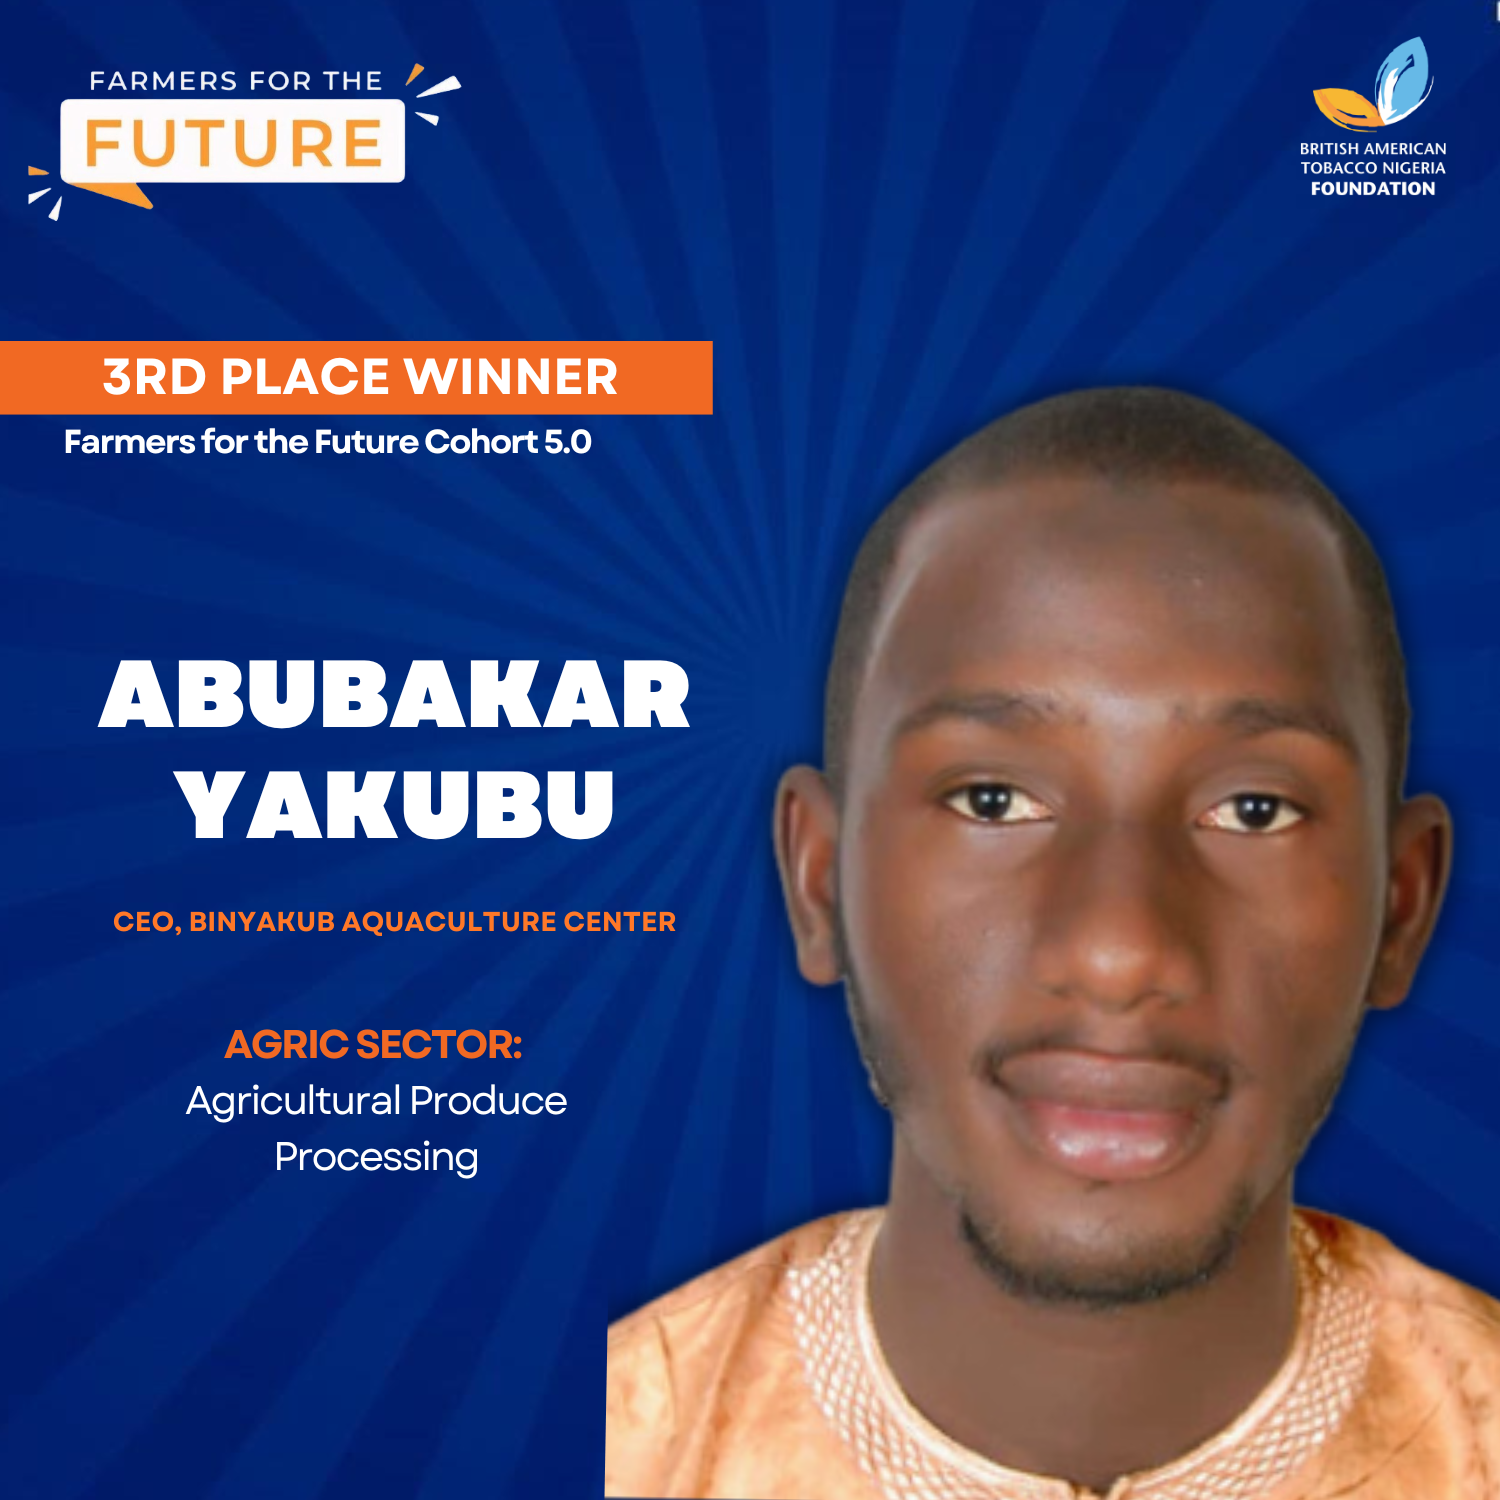 FARMERS FOR THE
FUTURE
BRITISH AMERICAN
TOBACCO NIGERIA
FOUNDATION
3RD PLACE WINNER
Farmers for the Future Cohort 5.0
ABUBAKAR
YAKUBU
CEO, BINYAKUB AQUACULTURE CENTER
AGRIC SECTOR:
Agricultural Produce
Processing